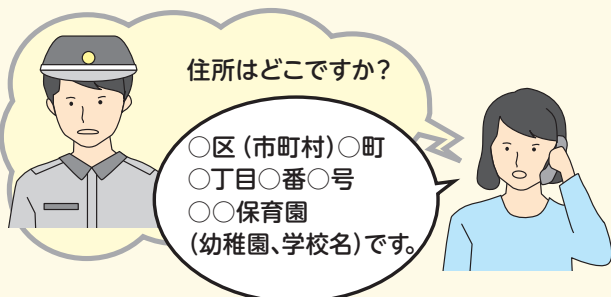 住所はどこですか?
○区(市町村)○町
○丁目○番○号
○○保育園
(幼稚園、学校名)です。